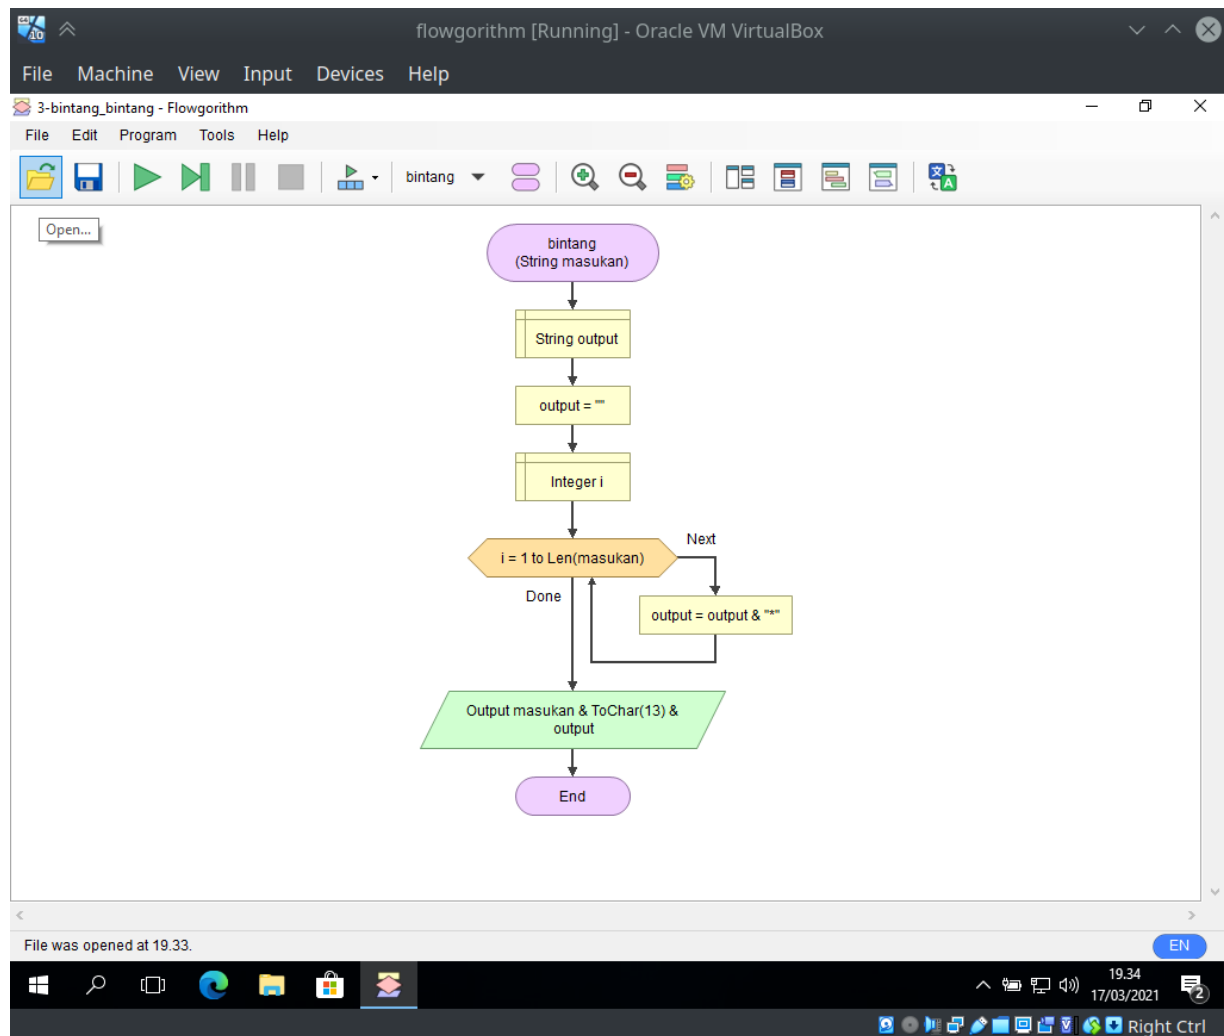 flowgorithm [Running] - Oracle VM VirtualBox
File Machine View Input Devices Help
3-bintang_bintang - Flowgorithm
File Edit Program Tools Help
bintang
Open...
bintang
(String masukan)
String output
output = ""
Integer i
i = 1 to Len(masukan)
Next
Done
output = output & "*"
Output masukan & ToChar(13) &
output
End
File was opened at 19.33.
EN
19.34
17/03/2021
2
Right Ctrl